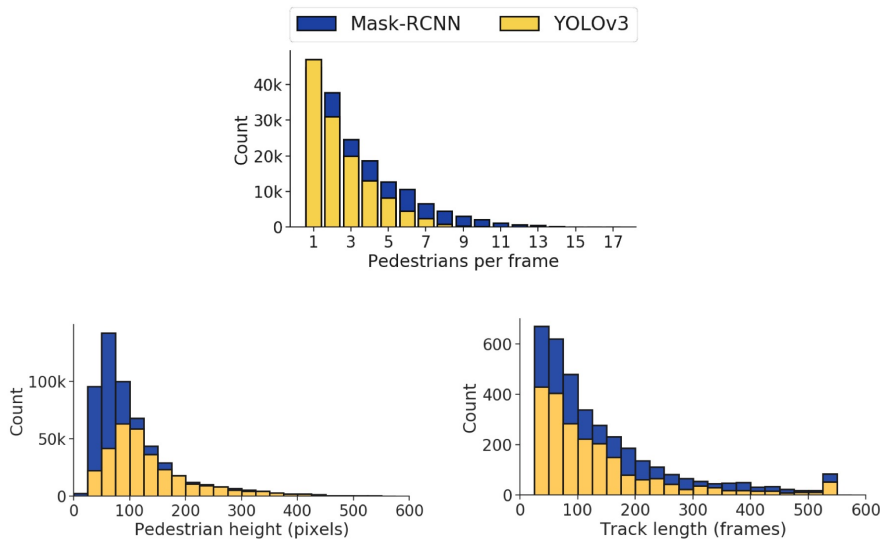 Mask-RCNN YOLOv3
40k
30k
20k
10k
0
Count
1 3 5 7 9 11 13 15 17
Pedestrians per frame
100k
50k
0
Count
0 100 200 300 400 500 600
Pedestrian height (pixels)
600
400
200
0
Count
0 100 200 300 400 500 600
Track length (frames)